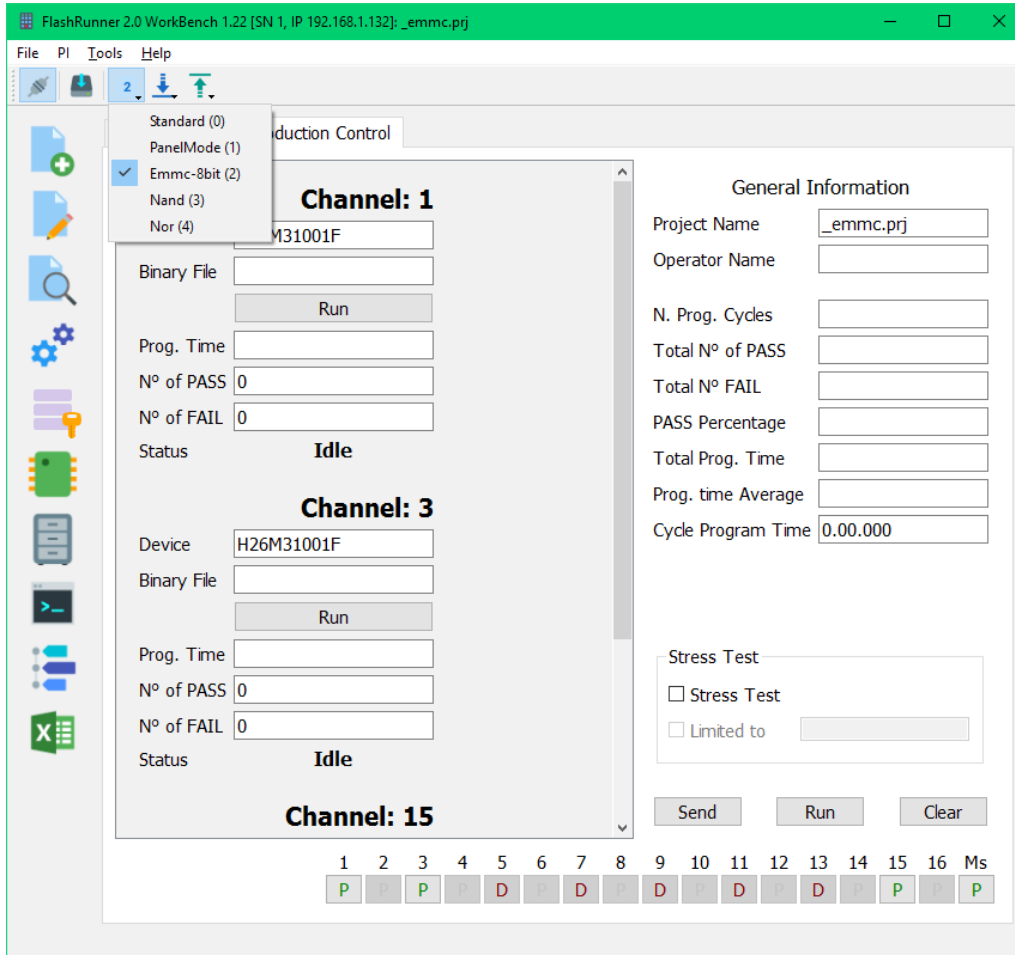 FlashRunner 2.0 WorkBench 1.22 [SN 1, IP 192.168.1.132]: _emmc.prj
File PI Tools Help
2
Standard (0)
PanelMode (1)
Emmc-8bit (2)
Nand (3)
Nor (4)
Control
Channel: 1
Binary File
Run
Prog. Time
Nº of PASS 0
Nº of FAIL 0
Status Idle
Channel: 3
Device H26M31001F
Binary File
Run
Prog. Time
Nº of PASS 0
Nº of FAIL 0
Status Idle
Channel: 15
General Information
Project Name _emmc.prj
Operator Name
N. Prog. Cycles
Total Nº of PASS
Total Nº FAIL
PASS Percentage
Total Prog. Time
Prog. time Average
Cycle Program Time 0.00.000
Stress Test
Stress Test
Limited to
Send Run Clear
1 2 3 4 5 6 7 8 9 10 11 12 13 14 15 16 Ms
P P P P D P D P D P D P D P P P P